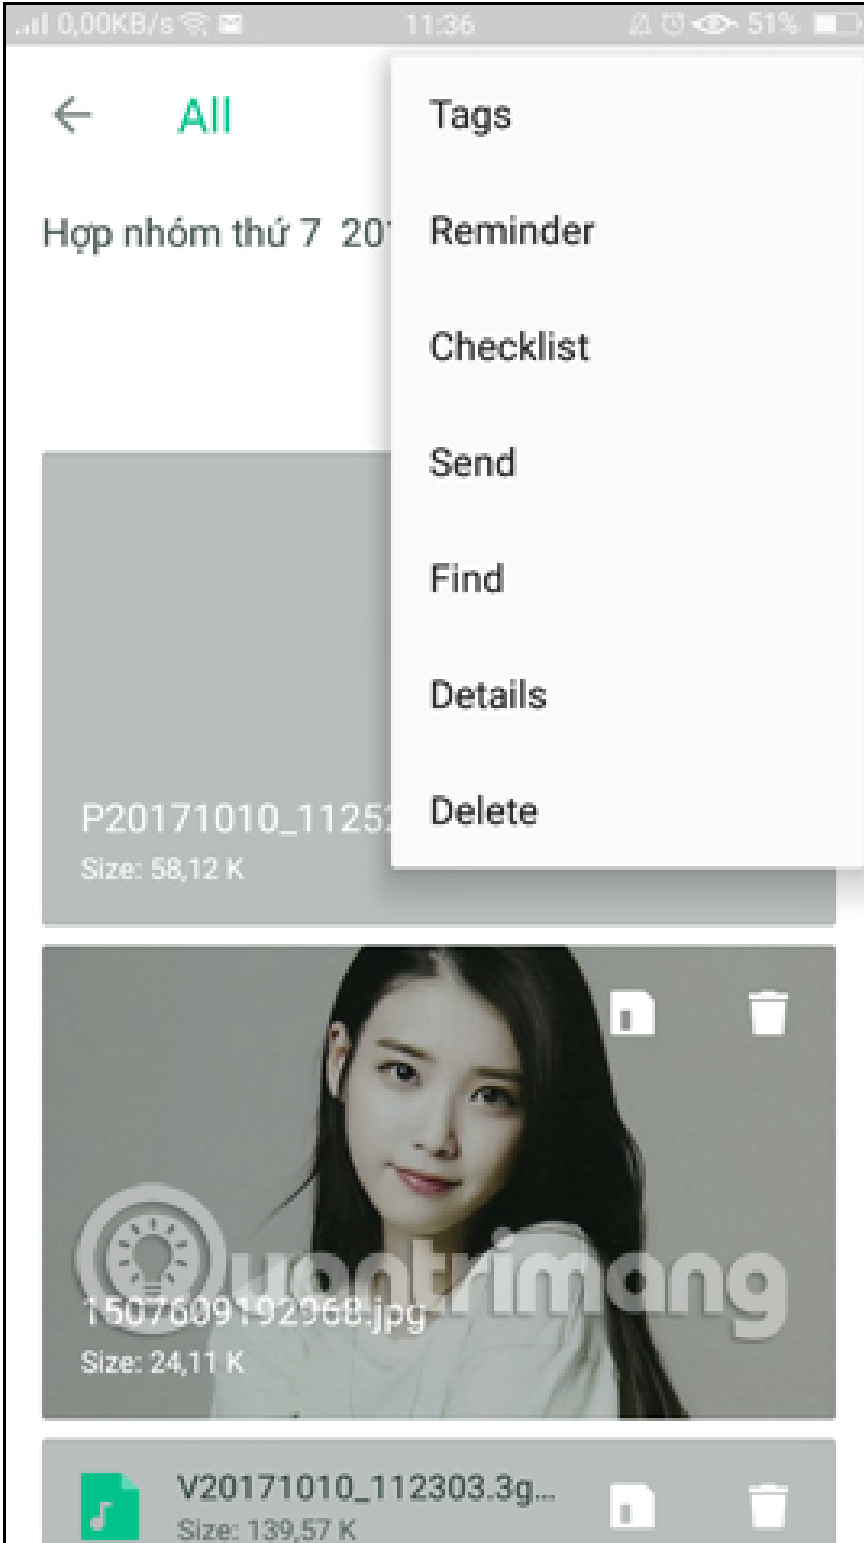 0,00KB/s 11:36 51%
All
Tags
Hợp nhóm thứ 7 20
Reminder
Checklist
Send
Find
Details
Delete
P20171010_11252
Size: 58,12 K
Quantrimang
1507609192968.jpg
Size: 24,11 K
V20171010_112303.3g...
Size: 139,57 K